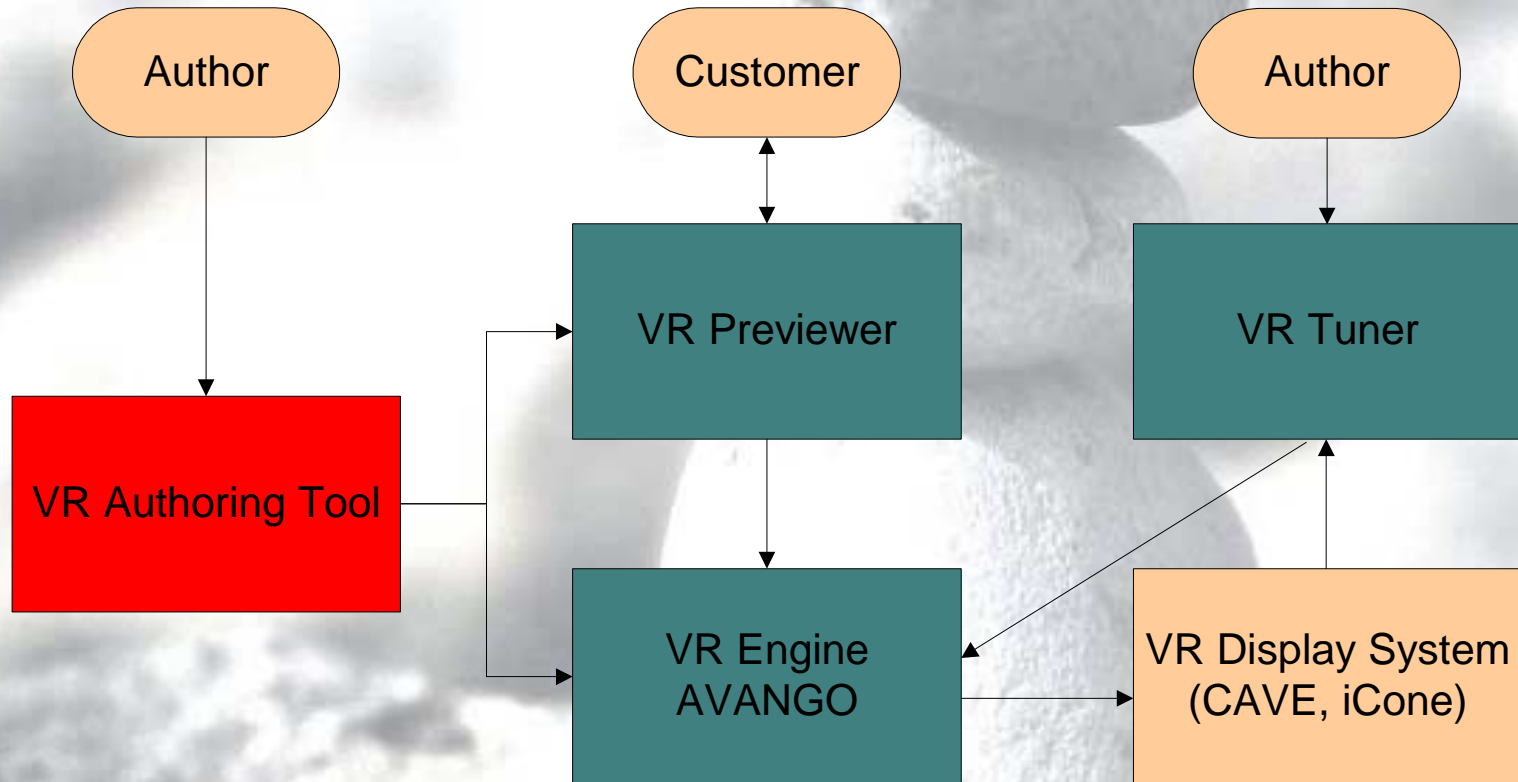 Author
Customer
Author
VR Previewer
VR Tuner
VR Authoring Tool
VR Engine
AVANGO
VR Display System
(CAVE, iCone)